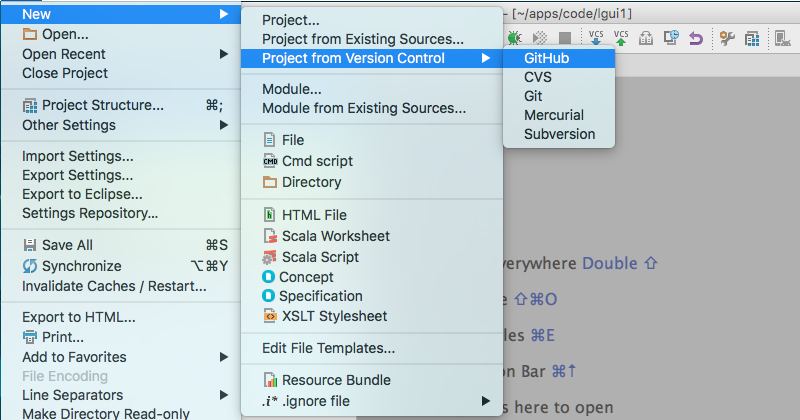 New
Open...
Open Recent
Close Project
Project Structure... ⌘;
Other Settings
Import Settings...
Export Settings...
Export to Eclipse...
Settings Repository...
Save All ⌘S
Synchronize ⌥⌘Y
Invalidate Caches / Restart...
Export to HTML...
Print...
Add to Favorites
File Encoding
Line Separators
Make Directory Read-only
Project...
Project from Existing Sources...
Project from Version Control
Module...
Module from Existing Sources...
File
CMD Cmd script
Directory
HTML File
Scala Worksheet
Scala Script
Concept
Specification
XSLT Stylesheet
Edit File Templates...
Resource Bundle
.i* .ignore file
GitHub
CVS
Git
Mercurial
Subversion
- [~/apps/code/lgui1]
VCS VCS
verywhere Double ⇧
e ⇧⌘O
les ⌘E
on Bar ⌘↑
s here to open